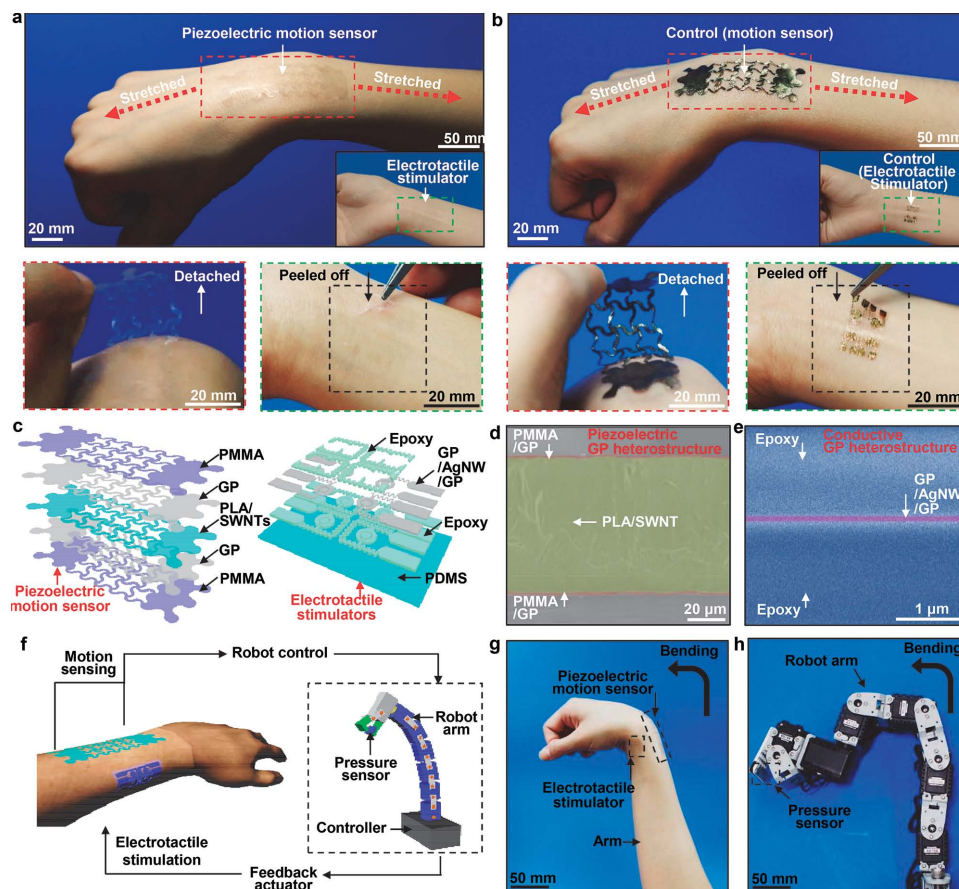 a
Piezoelectric motion sensor
Stretched
Stretched
50 mm
Electrotactile
stimulator
20 mm
20 mm
b
Control (motion sensor)
Stretched
Stretched
50 mm
Control
(Electrotactile
Stimulator)
20 mm
20 mm
Detached
20 mm
Peeled off
20 mm
Detached
20 mm
Peeled off
20 mm
c
PMMA
GP
PLA/
SWNTs
GP
PMMA
Piezoelectric
motion sensor
Epoxy
GP
/AgNW
/GP
Epoxy
PDMS
Electrotactile
stimulators
d
PMMA
/GP
Piezoelectric
GP heterostructure
PLA/SWNT
PMMA
/GP
20 µm
e
Epoxy
Conductive
GP heterostructure
GP
/AgNW
/GP
Epoxy
1 µm
f
Motion
sensing
Robot control
Robot
arm
Pressure
sensor
Controller
Electrotactile
stimulation
Feedback
actuator
g
Bending
Piezoelectric
motion sensor
Electrotactile
stimulator
Arm
50 mm
h
Bending
Robot arm
Pressure
sensor
50 mm